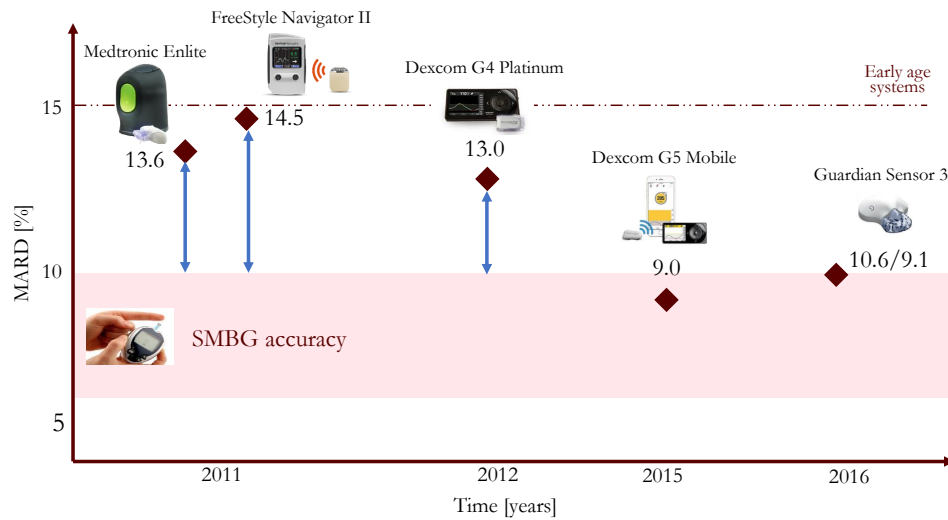 FreeStyle Navigator II
Medtronic Enlite
Dexcom G4 Platinum
Early age
systems
15
14.5
13.6
13.0
Dexcom G5 Mobile
Guardian Sensor 3
MARD [%]
10
9.0
10.6/9.1
SMBG accuracy
5
2011
2012
2015
2016
Time [years]